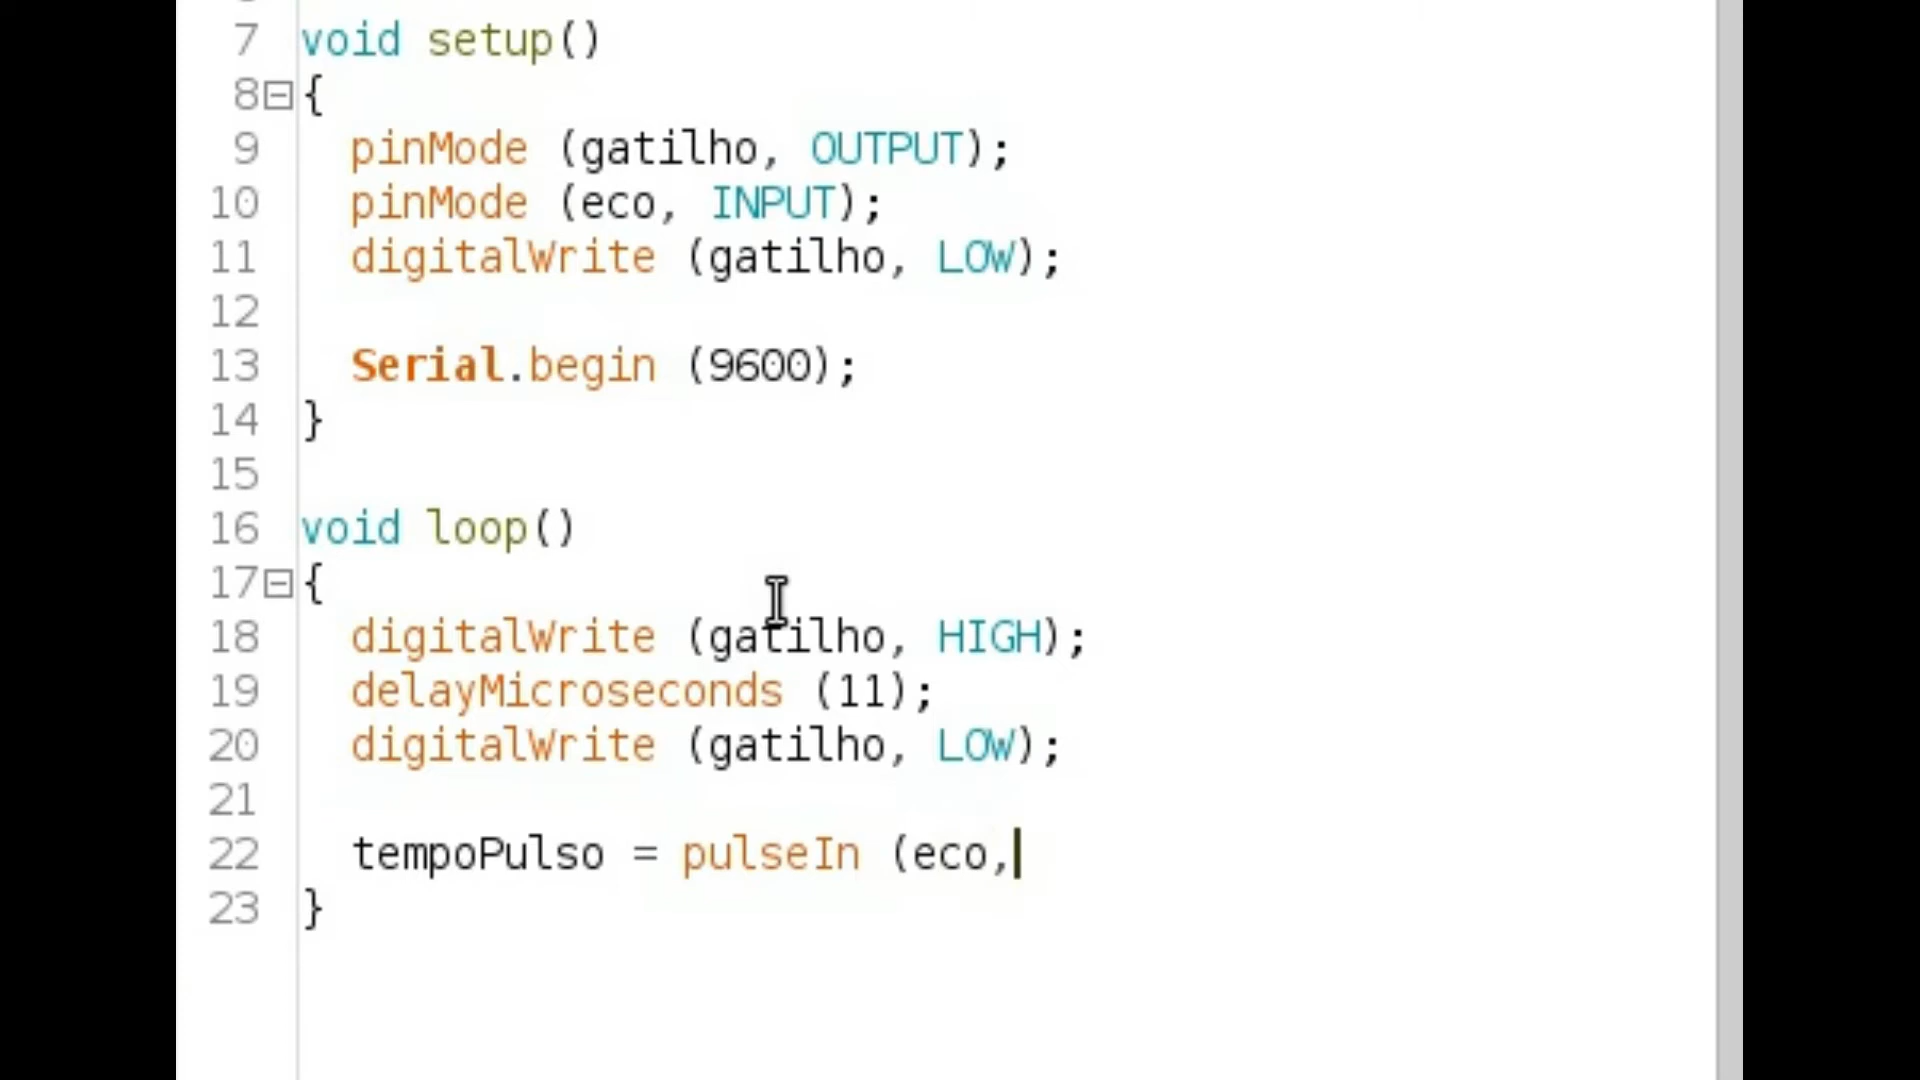 7 void setup()
8 {
9 pinMode (gatilho, OUTPUT);
10 pinMode (eco, INPUT);
11 digitalWrite (gatilho, LOW);
12
13 Serial.begin (9600);
14 }
15
16 void loop()
17 {
18 digitalWrite (gatilho, HIGH);
19 delayMicroseconds (11);
20 digitalWrite (gatilho, LOW);
21
22 tempoPulso = pulseIn (eco,
23 }